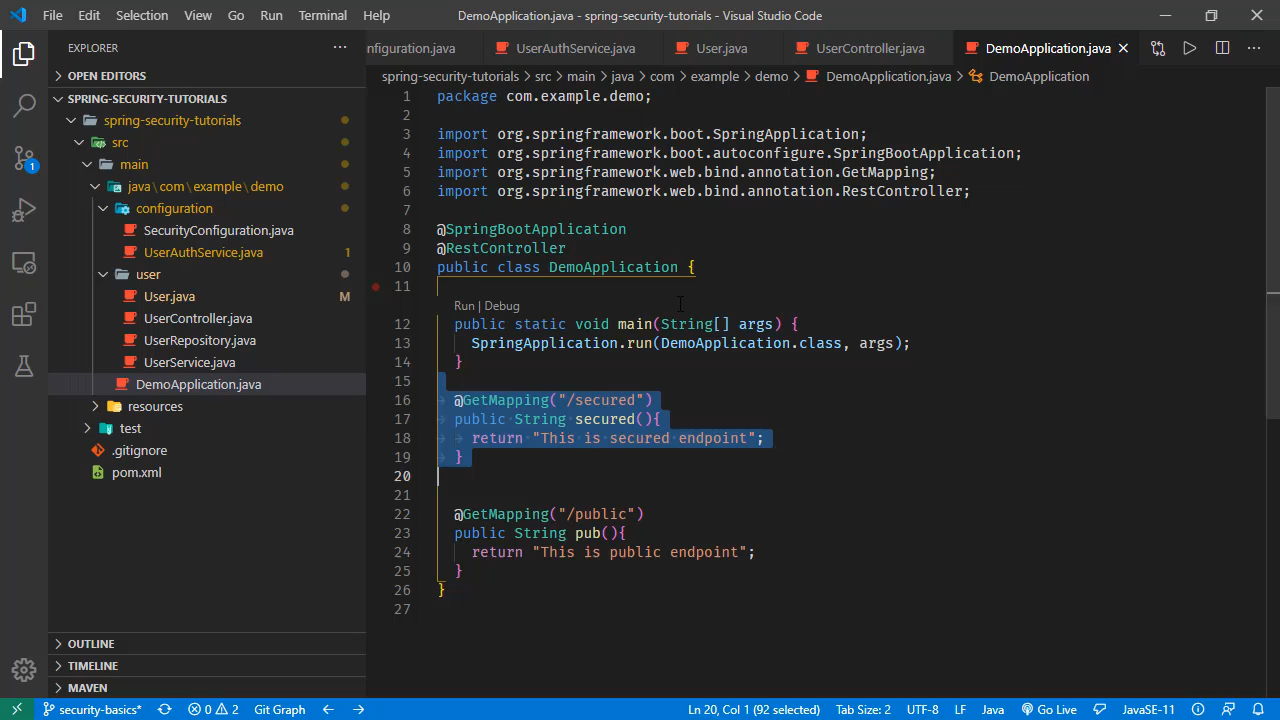 File Edit Selection View Go Run Terminal Help
DemoApplication.java - spring-security-tutorials - Visual Studio Code
EXPLORER
OPEN EDITORS
SPRING-SECURITY-TUTORIALS
spring-security-tutorials
src
main
java\com\example\demo
configuration
SecurityConfiguration.java
UserAuthService.java 1
user
User.java M
UserController.java
UserRepository.java
UserService.java
DemoApplication.java
resources
test
.gitignore
pom.xml
OUTLINE
TIMELINE
MAVEN
1
nfiguration.java UserAuthService.java User.java UserController.java DemoApplication.java
spring-security-tutorials > src > main > java > com > example > demo > DemoApplication.java > DemoApplication
1 package com.example.demo;
2
3 import org.springframework.boot.SpringApplication;
4 import org.springframework.boot.autoconfigure.SpringBootApplication;
5 import org.springframework.web.bind.annotation.GetMapping;
6 import org.springframework.web.bind.annotation.RestController;
7
8 @SpringBootApplication
9 @RestController
10 public class DemoApplication {
11
Run | Debug
12 public static void main(String[] args) {
13 SpringApplication.run(DemoApplication.class, args);
14 }
15
16 @GetMapping("/secured")
17 public String secured(){
18 return "This is secured endpoint";
19 }
20
21
22 @GetMapping("/public")
23 public String pub(){
24 return "This is public endpoint";
25 }
26 }
27
security-basics* 0 2 Git Graph Ln 20, Col 1 (92 selected) Tab Size: 2 UTF-8 LF Java Go Live JavaSE-11